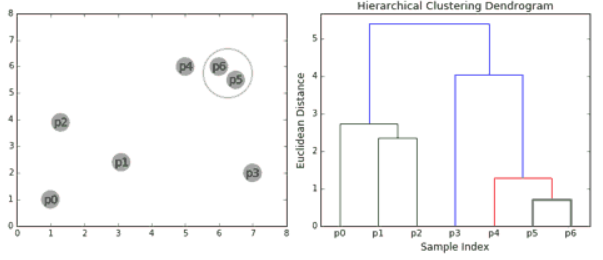 Hierarchical Clustering Dendrogram
8
7
6
5
4
3
2
1
0
p4
p6
p5
p2
p1
p3
p0
0 1 2 3 4 5 6 7 8
Euclidean Distance
5
4
3
2
1
0
p0 p1 p2 p3 p4 p5 p6
Sample Index